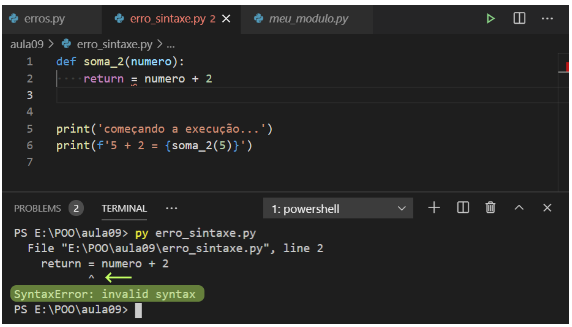 erros.py erro_sintaxe.py 2 × meu_modulo.py ···
aula09 > erro_sintaxe.py > ...
1 def soma_2(numero):
2 ····return = numero + 2
3
4
5 print('começando a execução...')
6 print(f'5 + 2 = {soma_2(5)}')
7
PROBLEMS 2 TERMINAL ··· 1: powershell
PS E:\POO\aula09> py erro_sintaxe.py
File "E:\POO\aula09\erro_sintaxe.py", line 2
return = numero + 2
^
SyntaxError: invalid syntax
PS E:\POO\aula09>